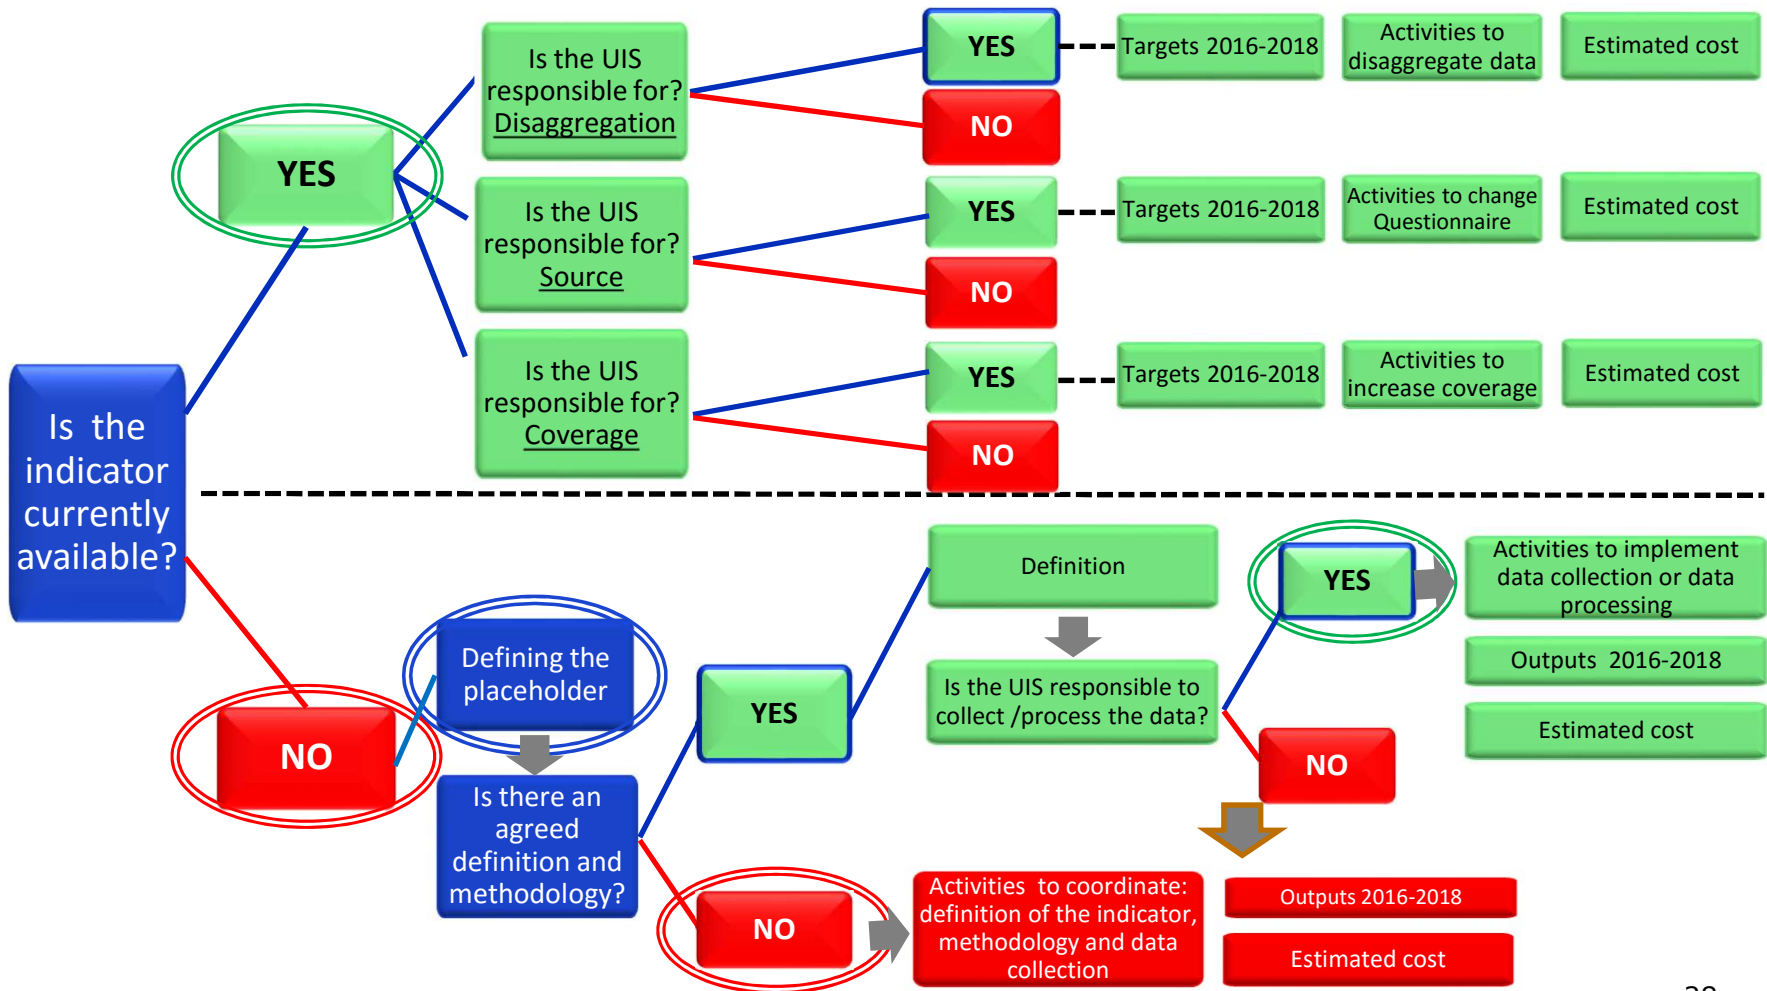 Is the UIS
responsible for?
Disaggregation
YES
Targets 2016-2018
Activities to
disaggregate data
Estimated cost
NO
YES
Is the UIS
responsible for?
Source
YES
Targets 2016-2018
Activities to change
Questionnaire
Estimated cost
NO
Is the UIS
responsible for?
Coverage
YES
Targets 2016-2018
Activities to
increase coverage
Estimated cost
NO
Is the
indicator
currently
available?
NO
Defining the
placeholder
Is there an
agreed
definition and
methodology?
YES
Definition
Is the UIS responsible to
collect /process the data?
YES
Activities to implement
data collection or data
processing
Outputs 2016-2018
Estimated cost
NO
NO
Activities to coordinate:
definition of the indicator,
methodology and data
collection
Outputs 2016-2018
Estimated cost